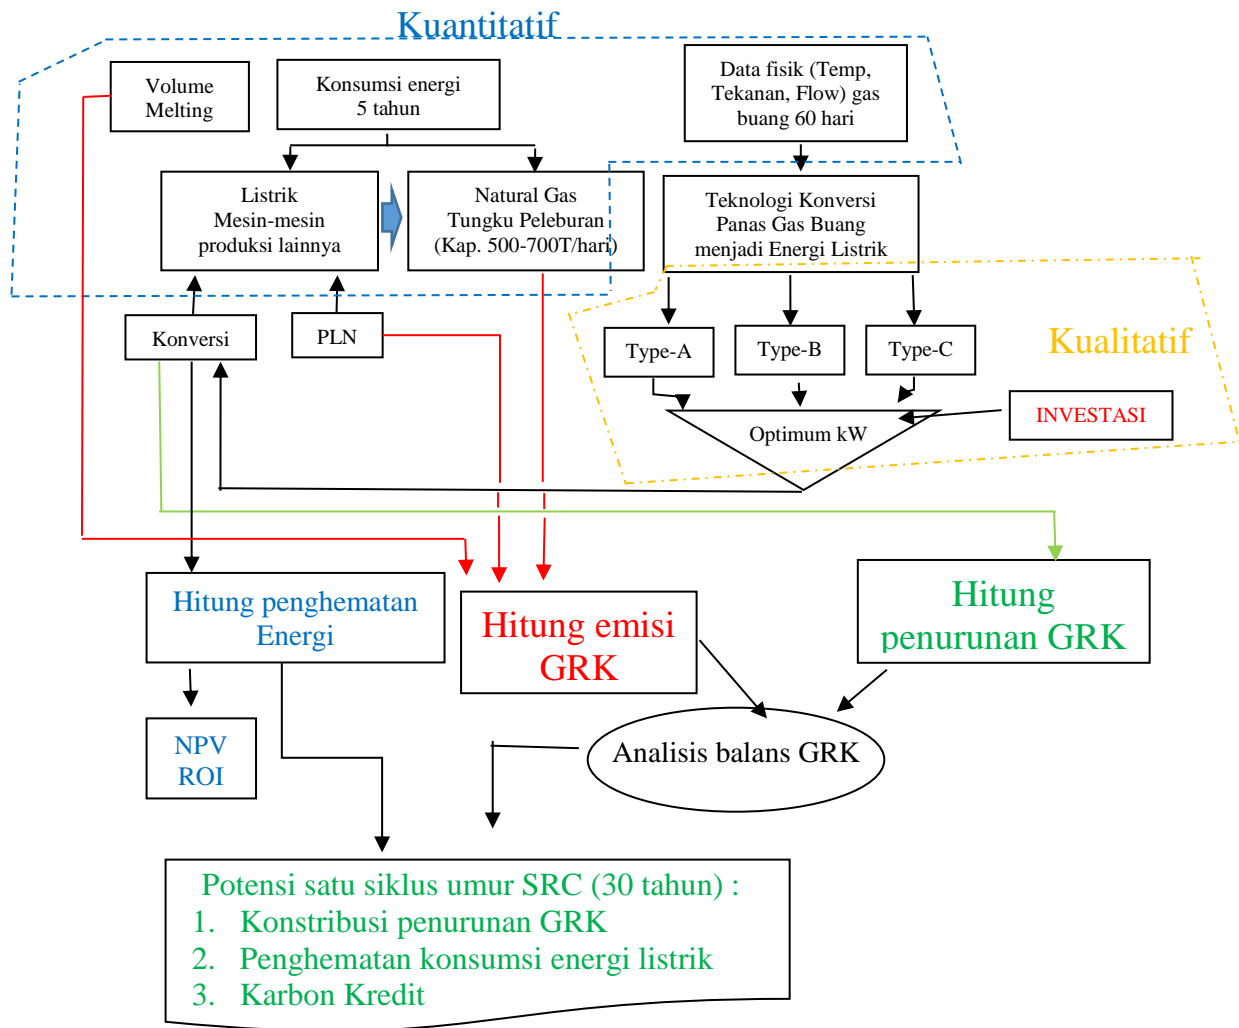 Kuantitatif
Volume
Melting
Konsumsi energi
5 tahun
Data fisik (Temp,
Tekanan, Flow) gas
buang 60 hari
Listrik
Mesin-mesin
produksi lainnya
Natural Gas
Tungku Peleburan
(Kap. 500-700T/hari)
Teknologi Konversi
Panas Gas Buang
menjadi Energi Listrik
Konversi
PLN
Type-A
Type-B
Type-C
Kualitatif
Optimum kW
INVESTASI
Hitung penghematan
Energi
Hitung emisi
GRK
Hitung
penurunan GRK
NPV
ROI
Analisis balans GRK
Potensi satu siklus umur SRC (30 tahun) :
1. Konstribusi penurunan GRK
2. Penghematan konsumsi energi listrik
3. Karbon Kredit